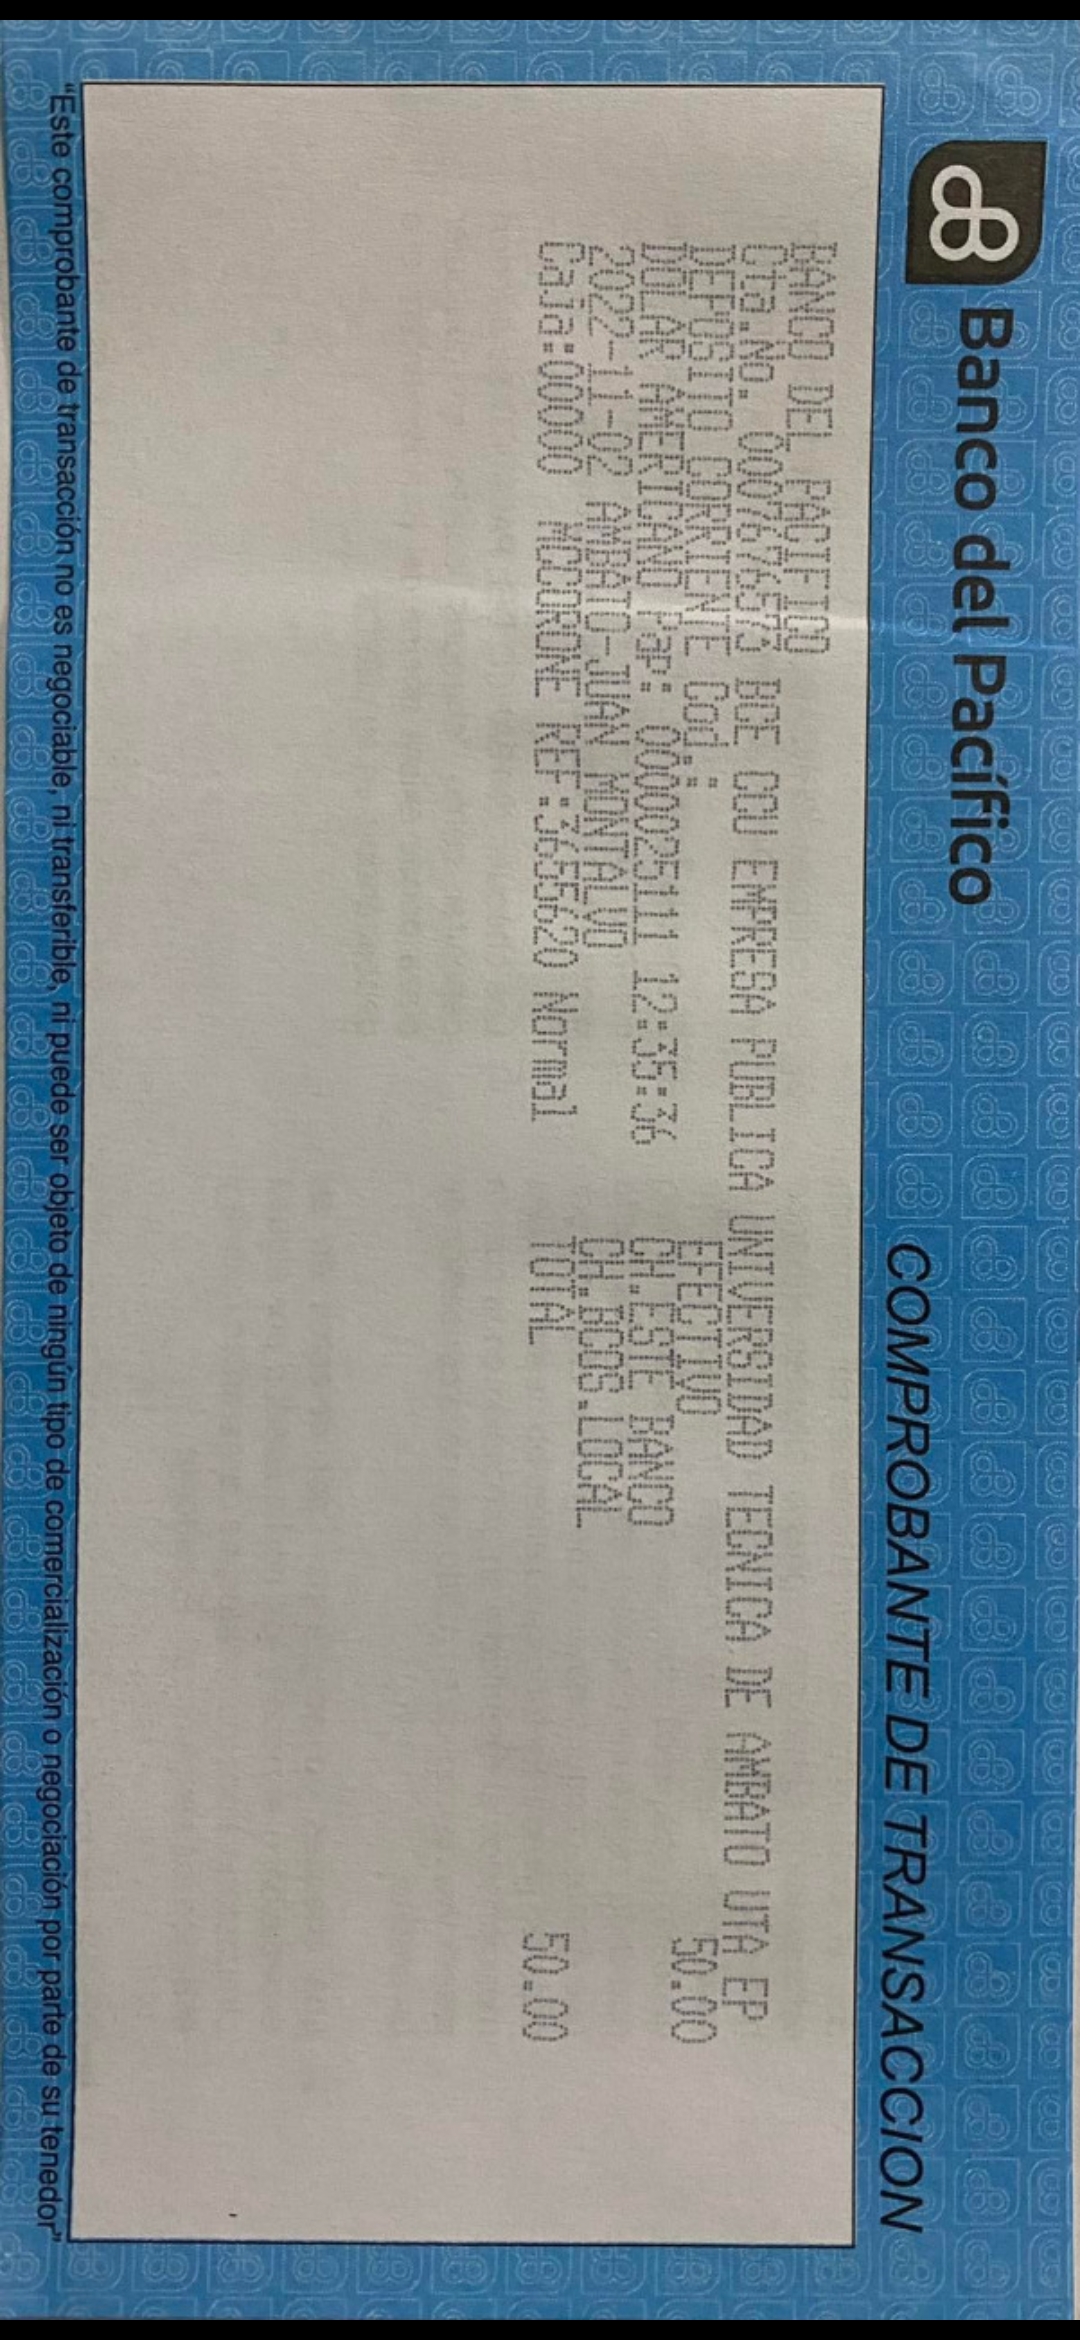 Banco del Pacífico
COMPROBANTE DE TRANSACCION
BANCO DEL PACIFICO
Cta.No. 0007676573 BCE CCU EMPRESA PUBLICA UNIVERSIDAD TECNICA DE AMBATO UTA EP
DEPOSITO CORRIENTE Cod.: EFECTIVO 50.00
DOLAR AMERICANO Pap: 0000025111 12:35:36 CH.ESTE BANCO
2022-11-02 AMBATO-JUAN MONTALVO CH.BCOS.LOCAL
Caja:00000 MCCORONE REF:365620 Normal TOTAL 50.00
"Este comprobante de transacción no es negociable, ni transferible, ni puede ser objeto de ningún tipo de comercialización o negociación por parte de su tenedor"